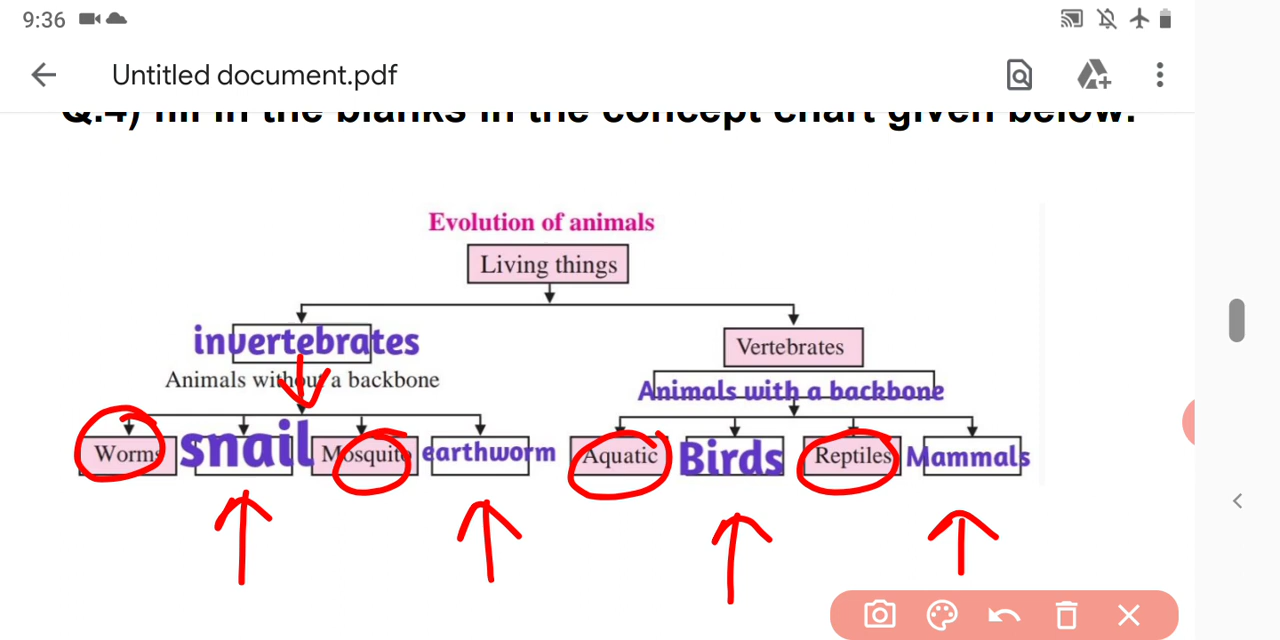 9:36
Untitled document.pdf
Q.4) fill in the blanks in the concept chart given below.
Evolution of animals
Living things
invertebrates
Vertebrates
Animals without a backbone
Animals with a backbone
Worms snail Mosquito earthworm Aquatic Birds Reptiles Mammals